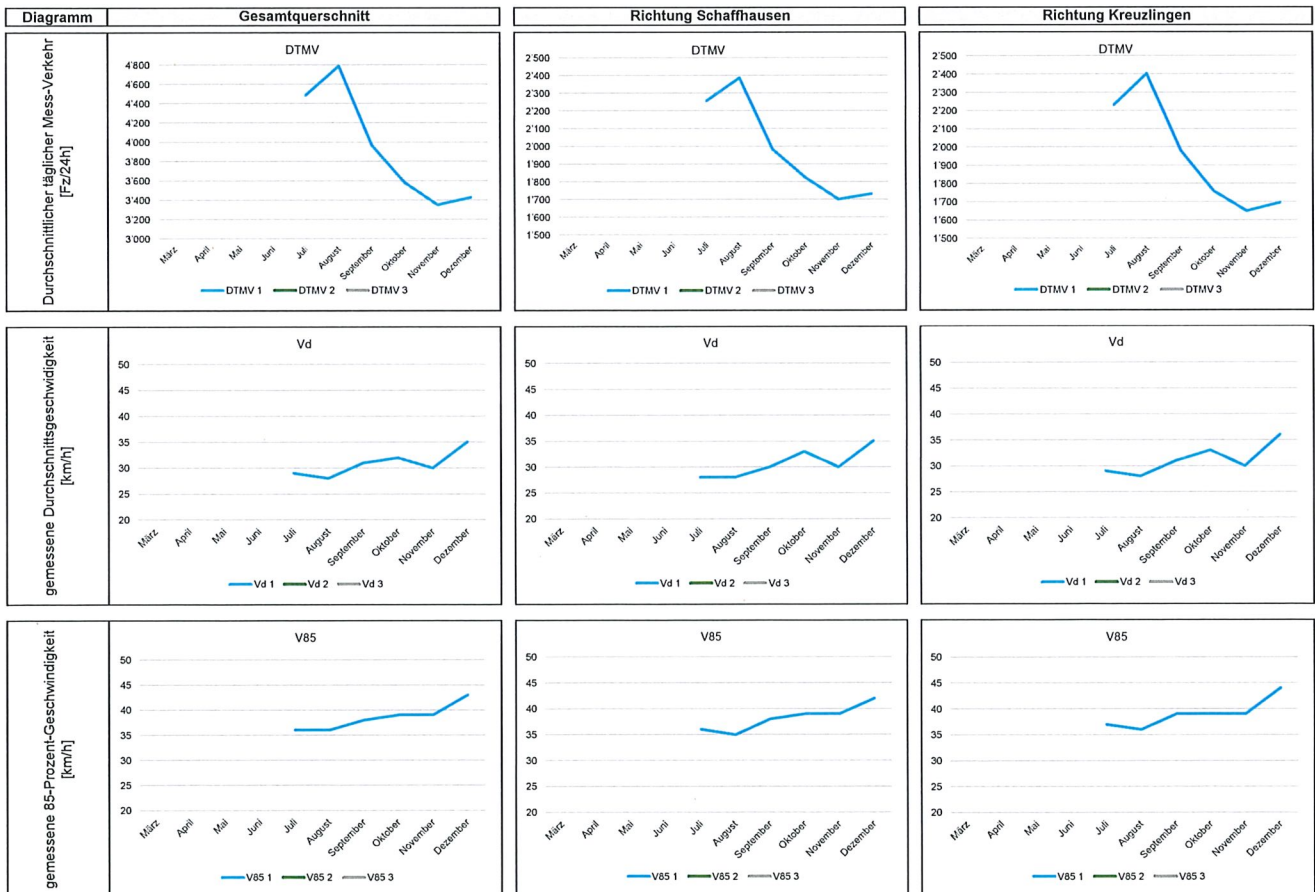 Diagramm
Gesamtquerschnitt
Richtung Schaffhausen
Richtung Kreuzlingen
Durchschnittlicher täglicher Mess-Verkehr
[Fz/24h]
DTMV
4'800
4'600
4'400
4'200
4'000
3'800
3'600
3'400
3'200
3'000
März April Mai Juni Juli August September Oktober November Dezember
DTMV 1 DTMV 2 DTMV 3
DTMV
2'500
2'400
2'300
2'200
2'100
2'000
1'900
1'800
1'700
1'600
1'500
März April Mai Juni Juli August September Oktober November Dezember
DTMV 1 DTMV 2 DTMV 3
DTMV
2'500
2'400
2'300
2'200
2'100
2'000
1'900
1'800
1'700
1'600
1'500
März April Mai Juni Juli August September Oktober November Dezember
DTMV 1 DTMV 2 DTMV 3
gemessene Durchschnittsgeschwidigkeit
[km/h]
Vd
50
45
40
35
30
25
20
März April Mai Juni Juli August September Oktober November Dezember
Vd 1 Vd 2 Vd 3
Vd
50
45
40
35
30
25
20
März April Mai Juni Juli August September Oktober November Dezember
Vd 1 Vd 2 Vd 3
Vd
50
45
40
35
30
25
20
März April Mai Juni Juli August September Oktober November Dezember
Vd 1 Vd 2 Vd 3
gemessene 85-Prozent-Geschwindigkeit
[km/h]
V85
50
45
40
35
30
25
20
März April Mai Juni Juli August September Oktober November Dezember
V85 1 V85 2 V85 3
V85
50
45
40
35
30
25
20
März April Mai Juni Juli August September Oktober November Dezember
V85 1 V85 2 V85 3
V85
50
45
40
35
30
25
20
März April Mai Juni Juli August September Oktober November Dezember
V85 1 V85 2 V85 3